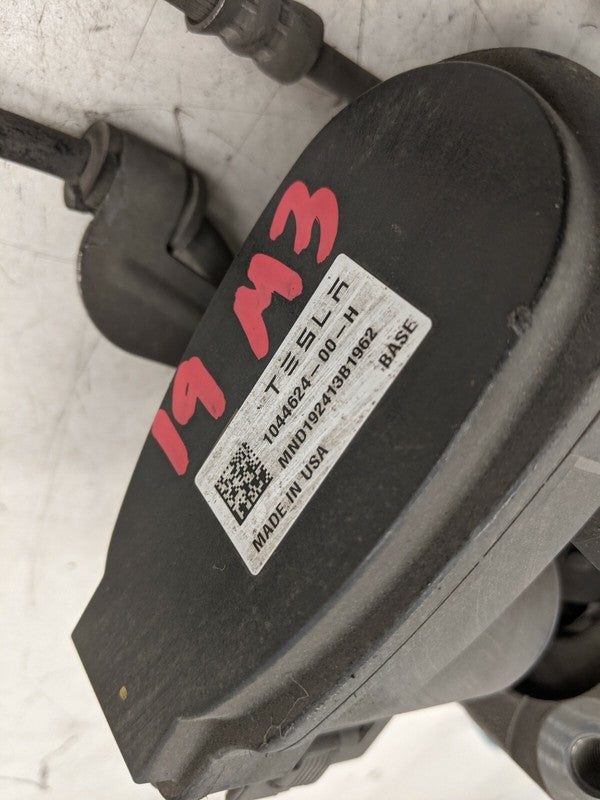 19 M3
TESLA
1044624-00-H
MND192413B1962
MADE IN USA
BASE